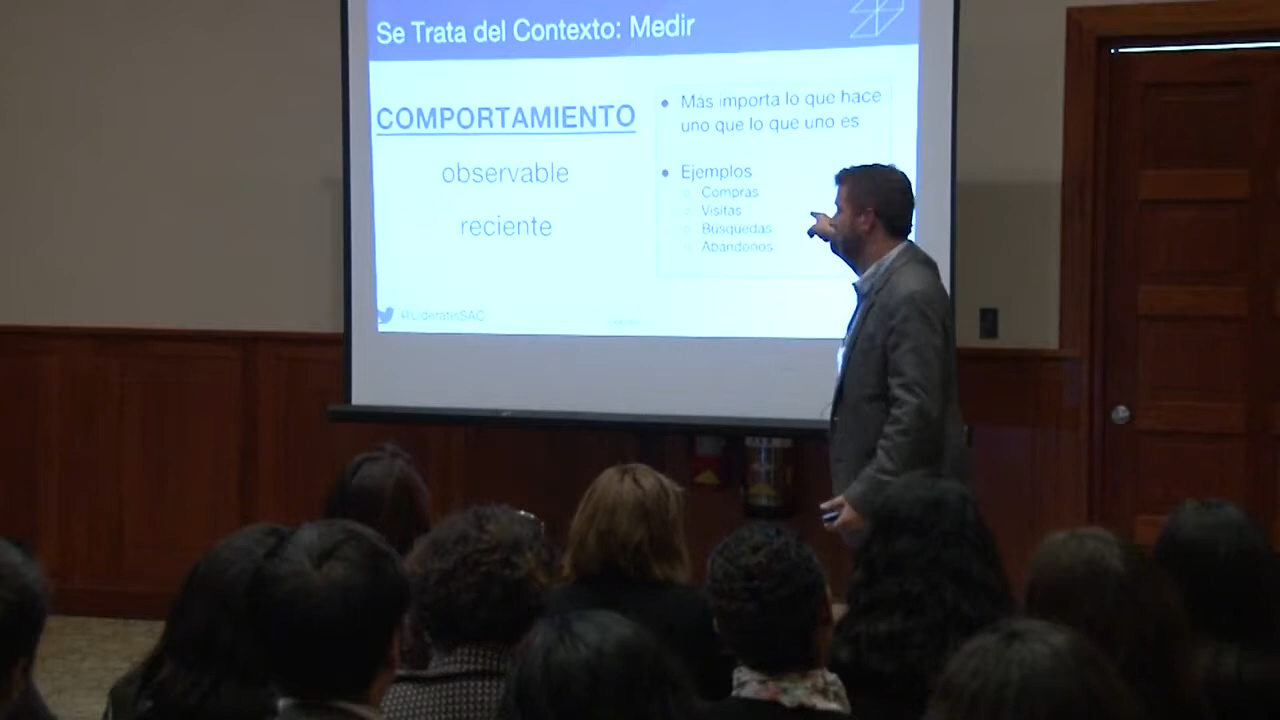 Se Trata del Contexto: Medir
COMPORTAMIENTO
observable
reciente
• Más importa lo que hace
uno que lo que uno es
• Ejemplos
○ Compras
○ Visitas
○ Búsquedas
○ Abandonos
@LideratisSAC